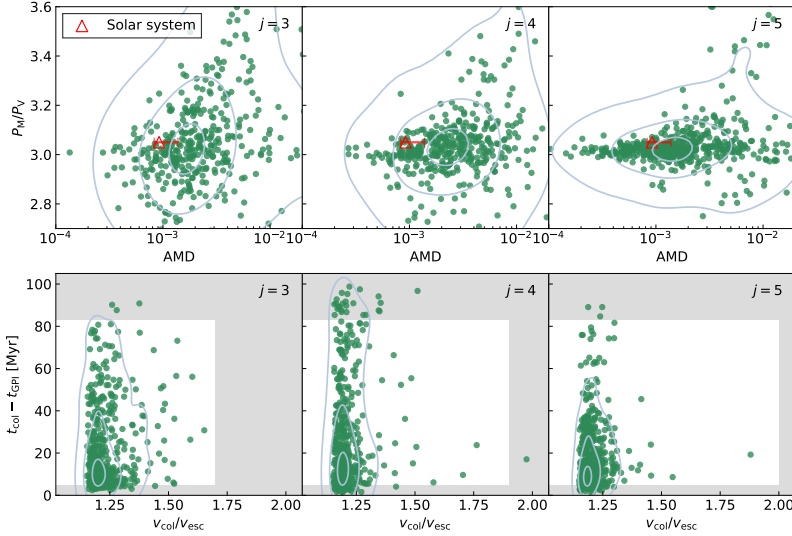 3.6
3.4
3.2
3.0
2.8
P_M/P_V
Solar system
j = 3
j = 4
j = 5
10⁻⁴ 10⁻³ 10⁻² 10⁻⁴ 10⁻³ 10⁻² 10⁻⁴ 10⁻³ 10⁻²
AMD AMD AMD
100
80
60
40
20
0
t_col − t_GPI [Myr]
j = 3
j = 4
j = 5
1.25 1.50 1.75 2.00 1.25 1.50 1.75 2.00 1.25 1.50 1.75 2.00
v_col/v_esc v_col/v_esc v_col/v_esc